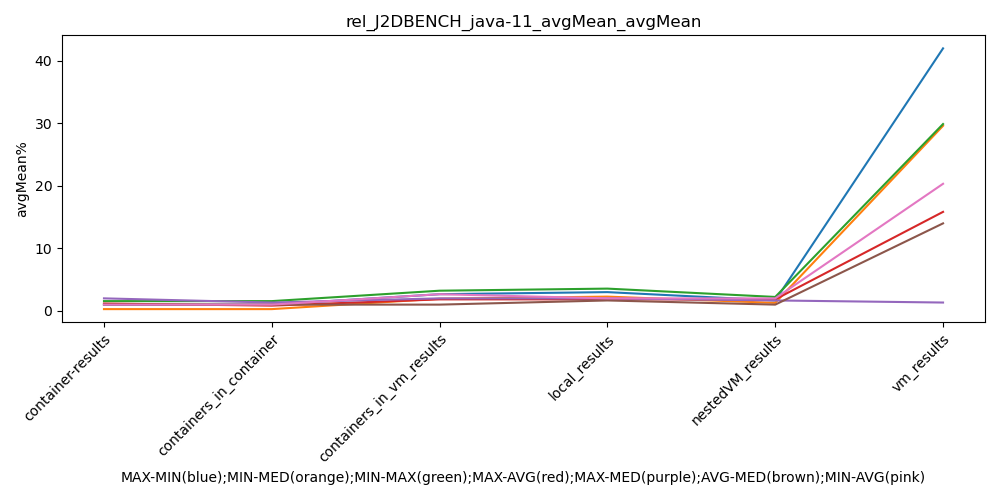 rel_J2DBENCH_java-11_avgMean_avgMean
avgMean%
40
30
20
10
0
container-results
containers_in_container
containers_in_vm_results
local_results
nestedVM_results
vm_results
MAX-MIN(blue);MIN-MED(orange);MIN-MAX(green);MAX-AVG(red);MAX-MED(purple);AVG-MED(brown);MIN-AVG(pink)